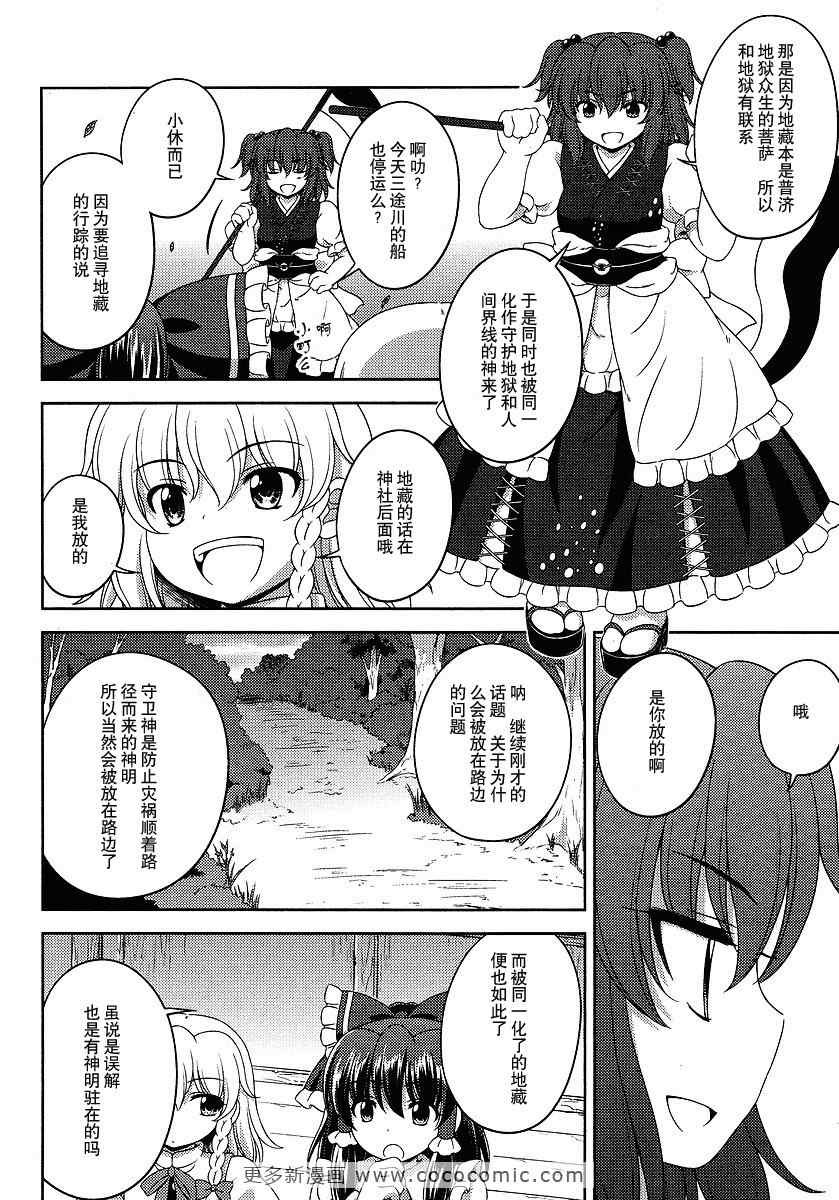 那是因为地藏本是普济
地狱众生的菩萨 所以
和地狱有联系
于是同时也被同一
化作守护地狱和人
间界线的神来了
啊叻？
今天三途川的船
也停运么？
小休而已
因为要追寻地藏
的行踪的说
啊
小町
地藏的话在
神社后面哦
是我放的
哦
是你放的啊
呐 继续刚才的
话题 关于为什
么会被放在路边
的问题
守卫神是防止灾祸顺着路
径而来的神明
所以当然会被放在路边了
而被同一化了的地藏
便也如此了
虽说是误解
也是有神明驻在的吗
更多新漫画 www.cococomic.com